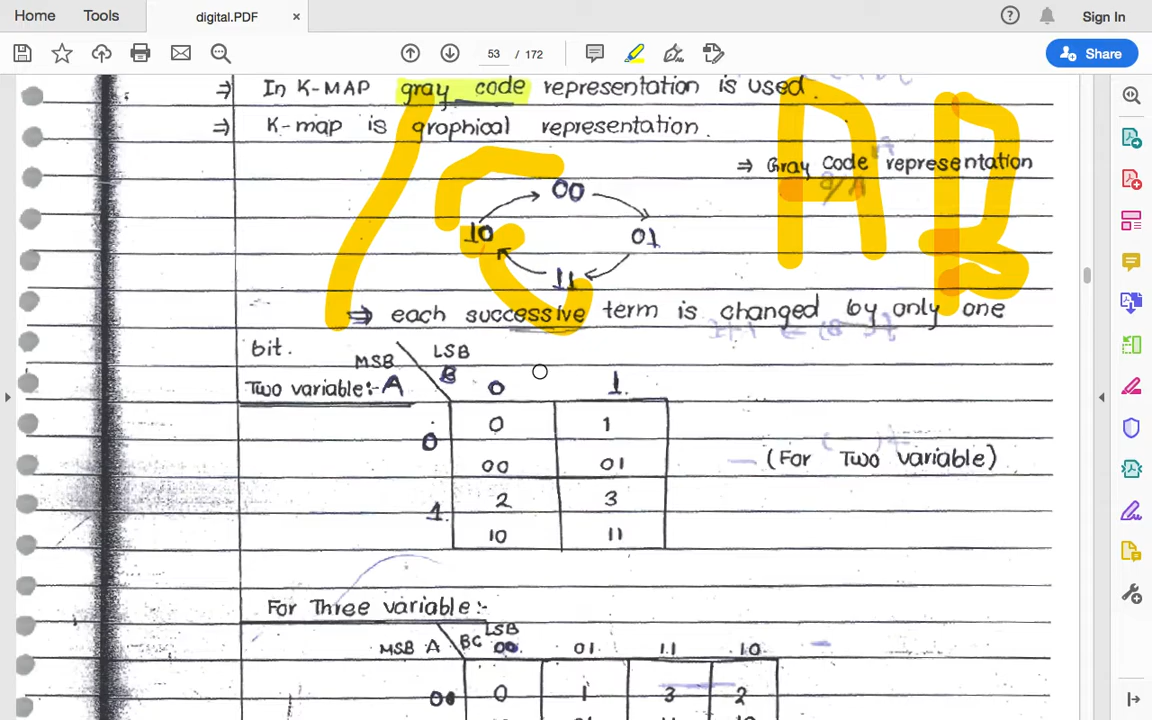 Home Tools digital.PDF × Sign In
53 / 172 Share
⇒ In K-MAP gray code representation is used.
⇒ K-map is graphical representation.
⇒ Gray Code representation
00
10 01
11
A B
⇒ each successive term is changed by only one
bit.
MSB LSB
Two variable:- A B 0 1
0 0 1
00 01
(For Two variable)
1 2 3
10 11
For Three variable:-
LSB
MSB A BC 00 01 11 10
0 1 3 2